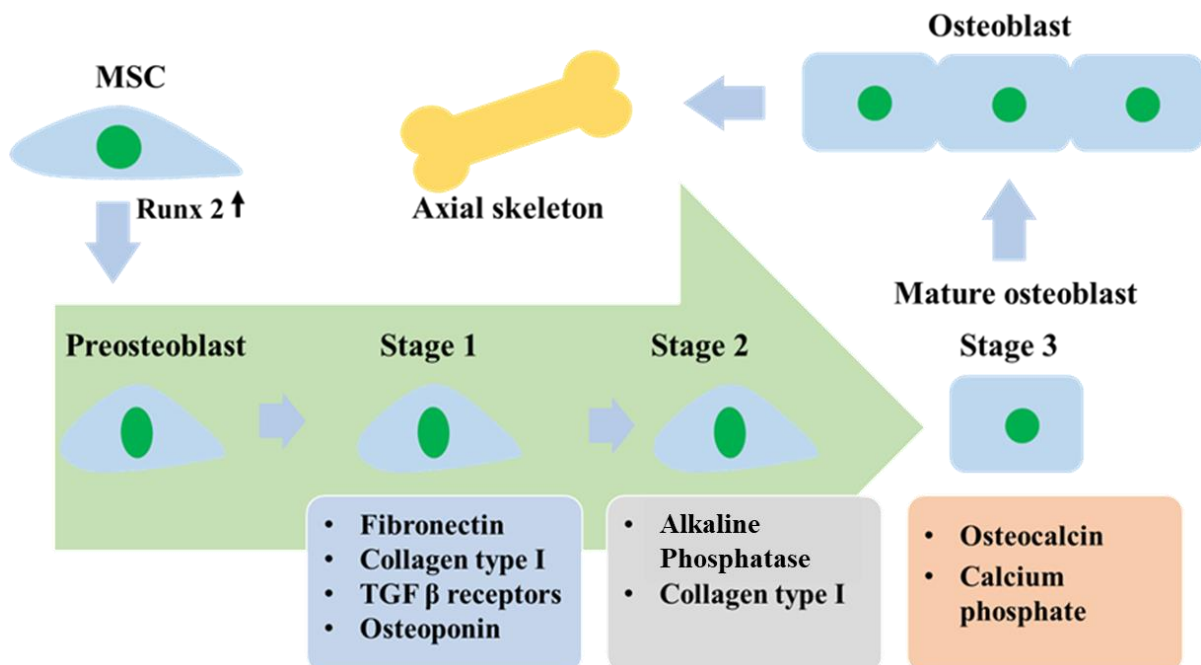 MSC
Runx 2 ↑
Axial skeleton
Osteoblast
Mature osteoblast
Preosteoblast
Stage 1
Stage 2
Stage 3
• Fibronectin
• Collagen type I
• TGF β receptors
• Osteoponin
• Alkaline
Phosphatase
• Collagen type I
• Osteocalcin
• Calcium
phosphate